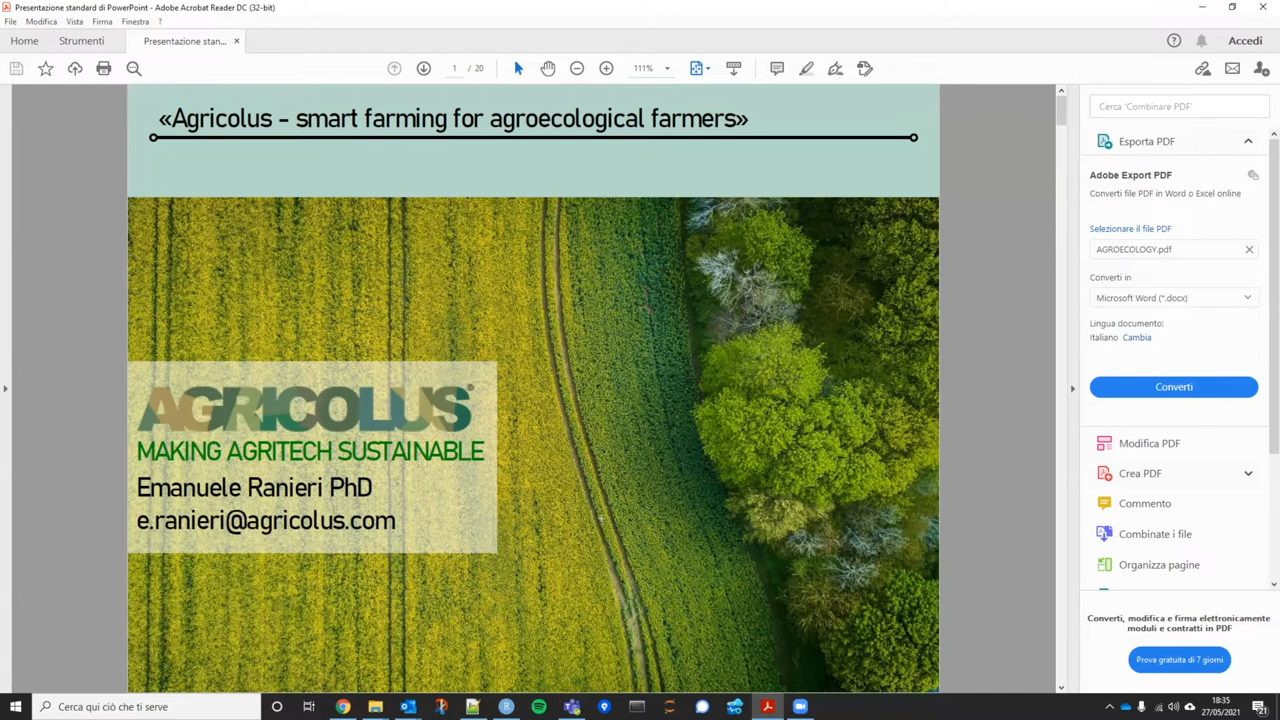 Presentazione standard di PowerPoint - Adobe Acrobat Reader DC (32-bit)
File Modifica Vista Firma Finestra ?
Home Strumenti Presentazione stan... × Accedi
1 / 20 111%
«Agricolus - smart farming for agroecological farmers»
AGRICOLUS®
MAKING AGRITECH SUSTAINABLE
Emanuele Ranieri PhD
e.ranieri@agricolus.com
Cerca 'Combinare PDF'
Esporta PDF
Adobe Export PDF
Converti file PDF in Word o Excel online
Selezionare il file PDF
AGROECOLOGY.pdf
Converti in
Microsoft Word (*.docx)
Lingua documento:
Italiano Cambia
Converti
Modifica PDF
Crea PDF
Commento
Combinate i file
Organizza pagine
Converti, modifica e firma elettronicamente
moduli e contratti in PDF
Prova gratuita di 7 giorni
Cerca qui ciò che ti serve
18:35
27/05/2021
21